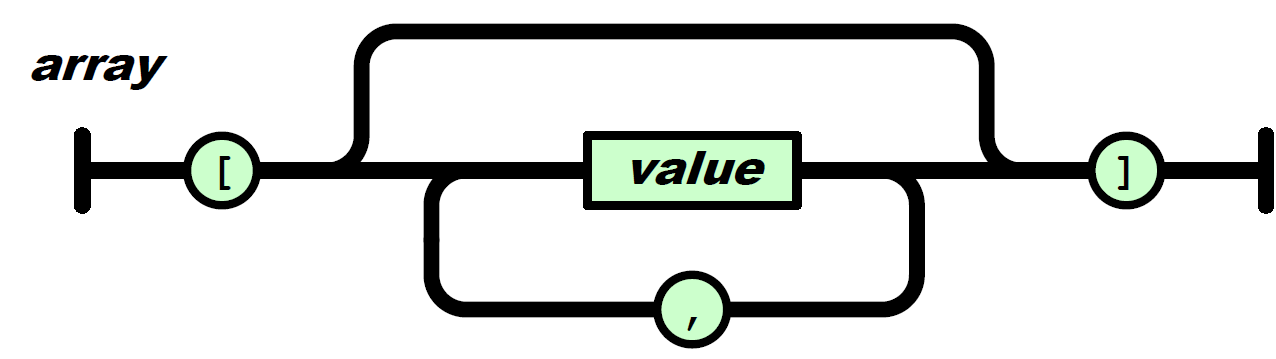 array
[ value ]
,